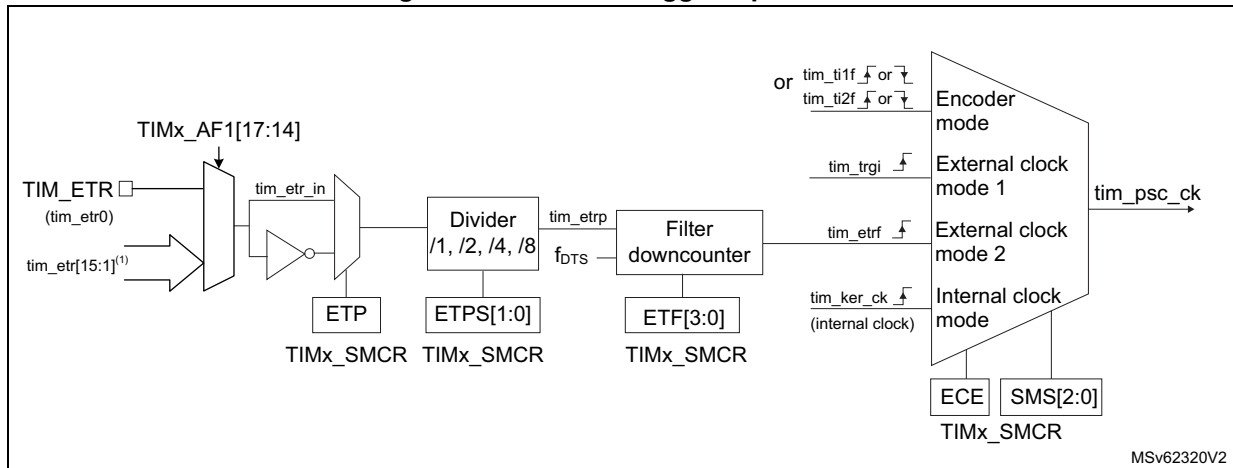 TIMx_AF1[17:14]
TIM_ETR
(tim_etr0)
tim_etr[15:1](1)
tim_etr_in
ETP
TIMx_SMCR
Divider
/1, /2, /4, /8
ETPS[1:0]
TIMx_SMCR
tim_etrp
fDTS
Filter
downcounter
ETF[3:0]
TIMx_SMCR
or tim_ti1f or
tim_ti2f or
Encoder
mode
tim_trgi
External clock
mode 1
tim_etrf
External clock
mode 2
tim_ker_ck
(internal clock)
Internal clock
mode
tim_psc_ck
ECE
SMS[2:0]
TIMx_SMCR
MSv62320V2